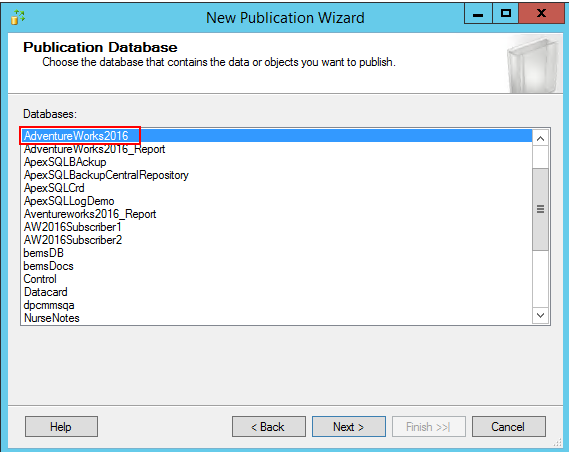 New Publication Wizard
Publication Database
Choose the database that contains the data or objects you want to publish.
Databases:
AdventureWorks2016
AdventureWorks2016_Report
ApexSQLBAckup
ApexSQLBackupCentralRepository
ApexSQLCrd
ApexSQLLogDemo
Aventureworks2016_Report
AW2016Subscriber1
AW2016Subscriber2
bemsDB
bemsDocs
Control
Datacard
dpcmmsqa
NurseNotes
Help < Back Next > Finish >>| Cancel